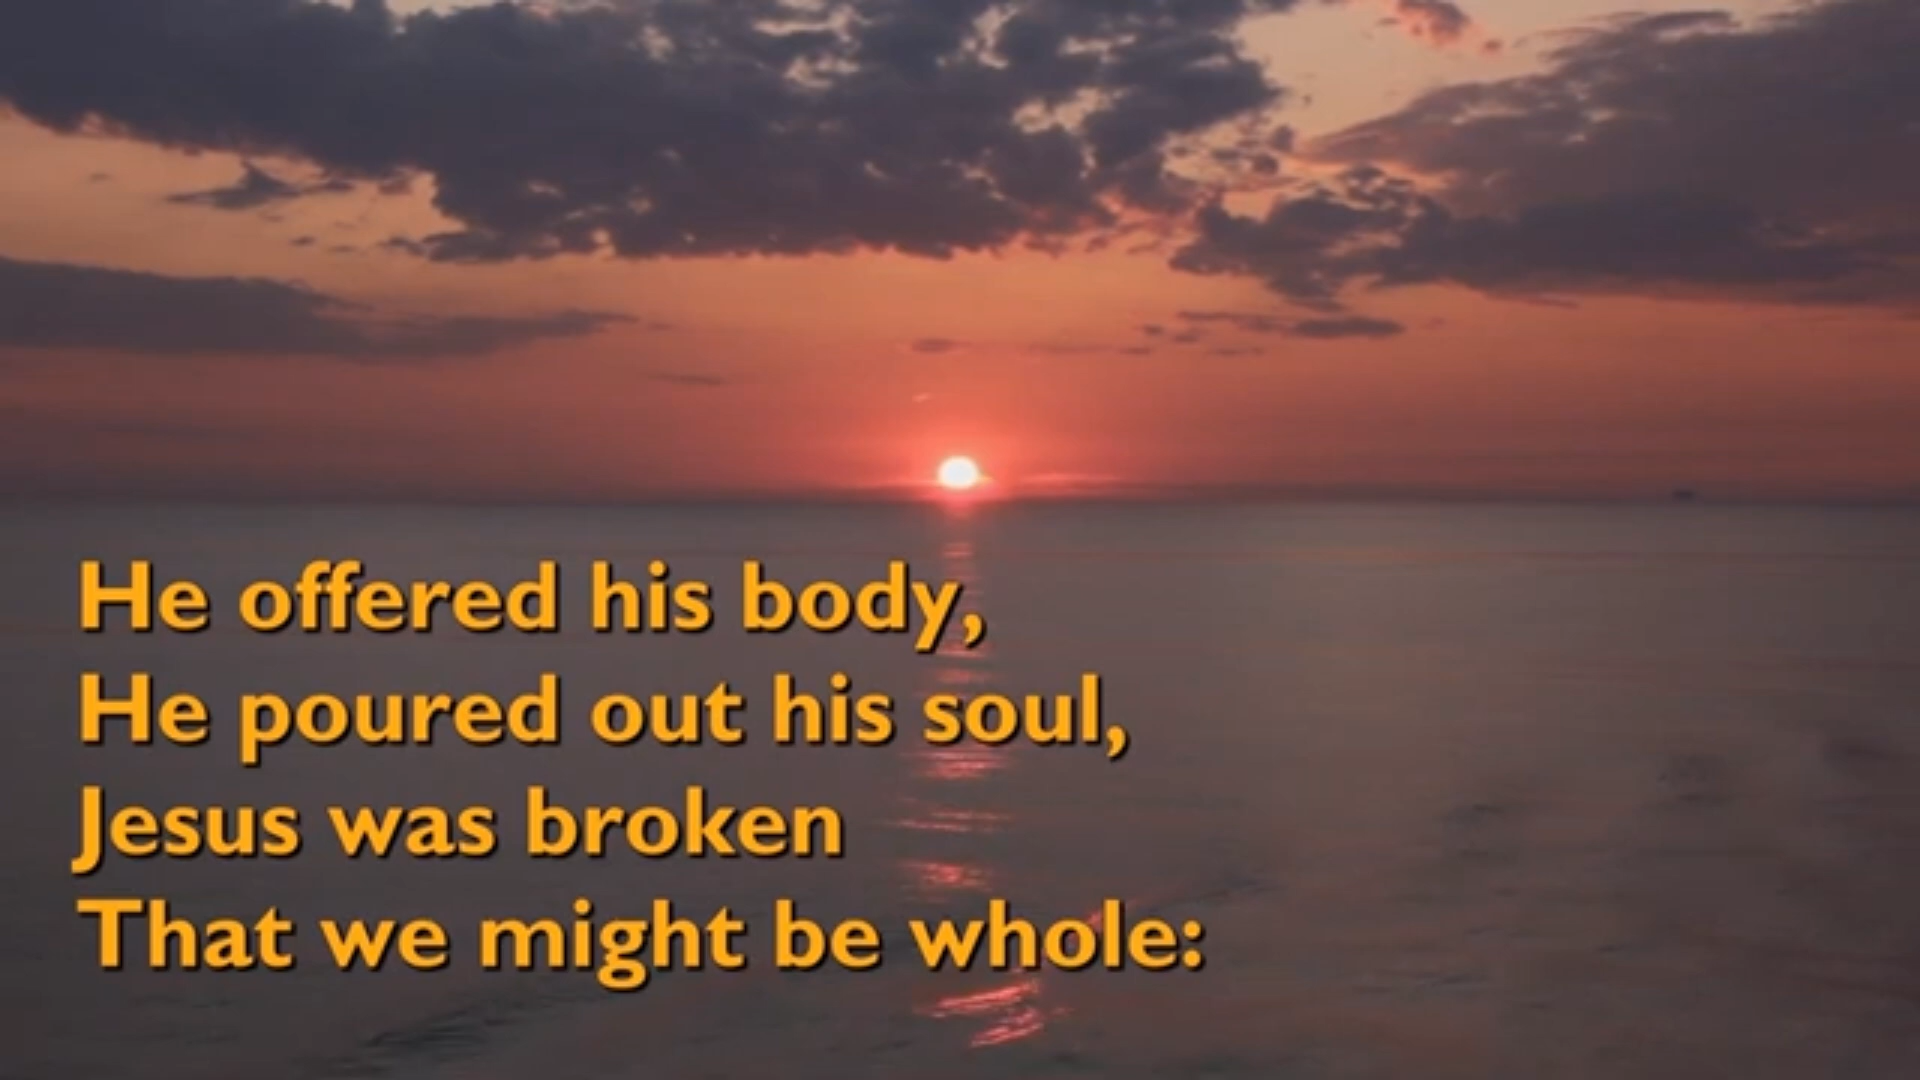 He offered his body,
He poured out his soul,
Jesus was broken
That we might be whole: